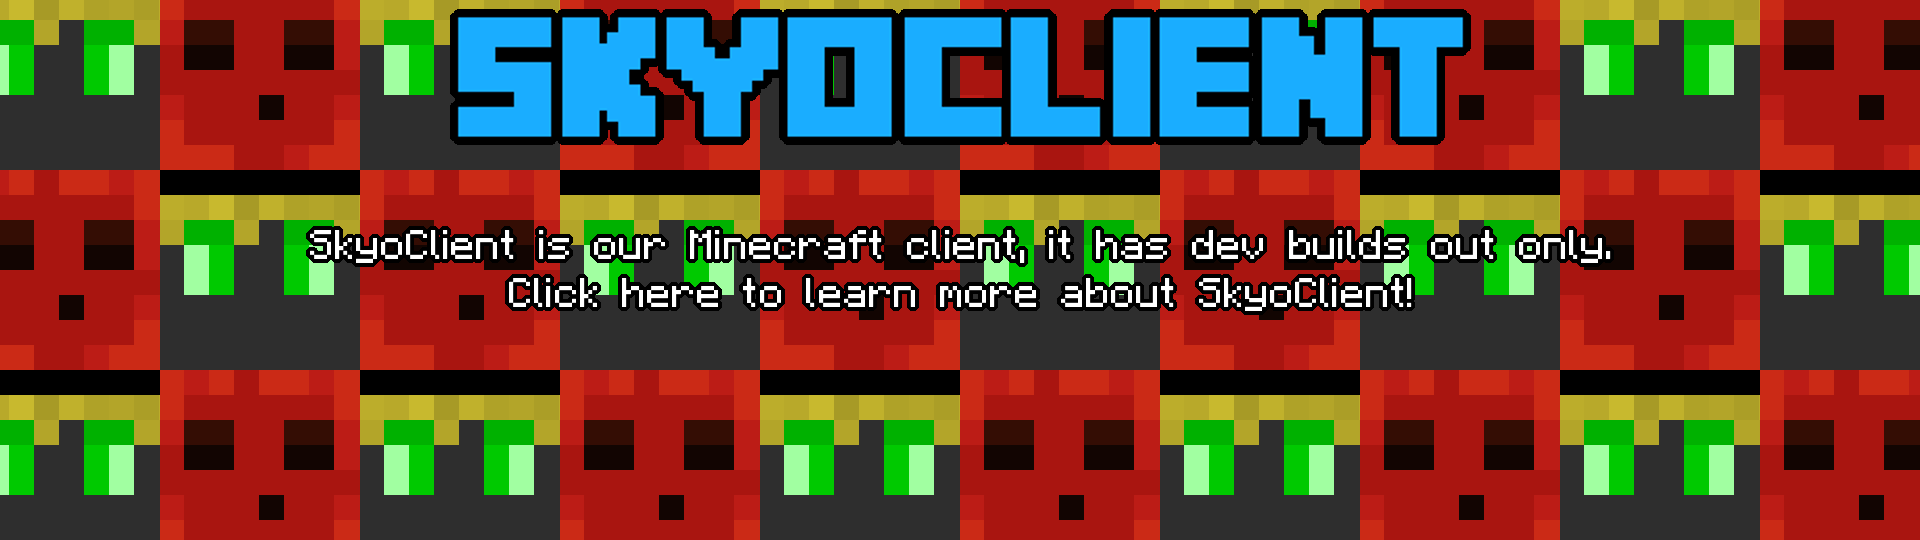 SKYOCLIENT
SkyoClient is our Minecraft client, it has dev builds out only.
Click here to learn more about SkyoClient!